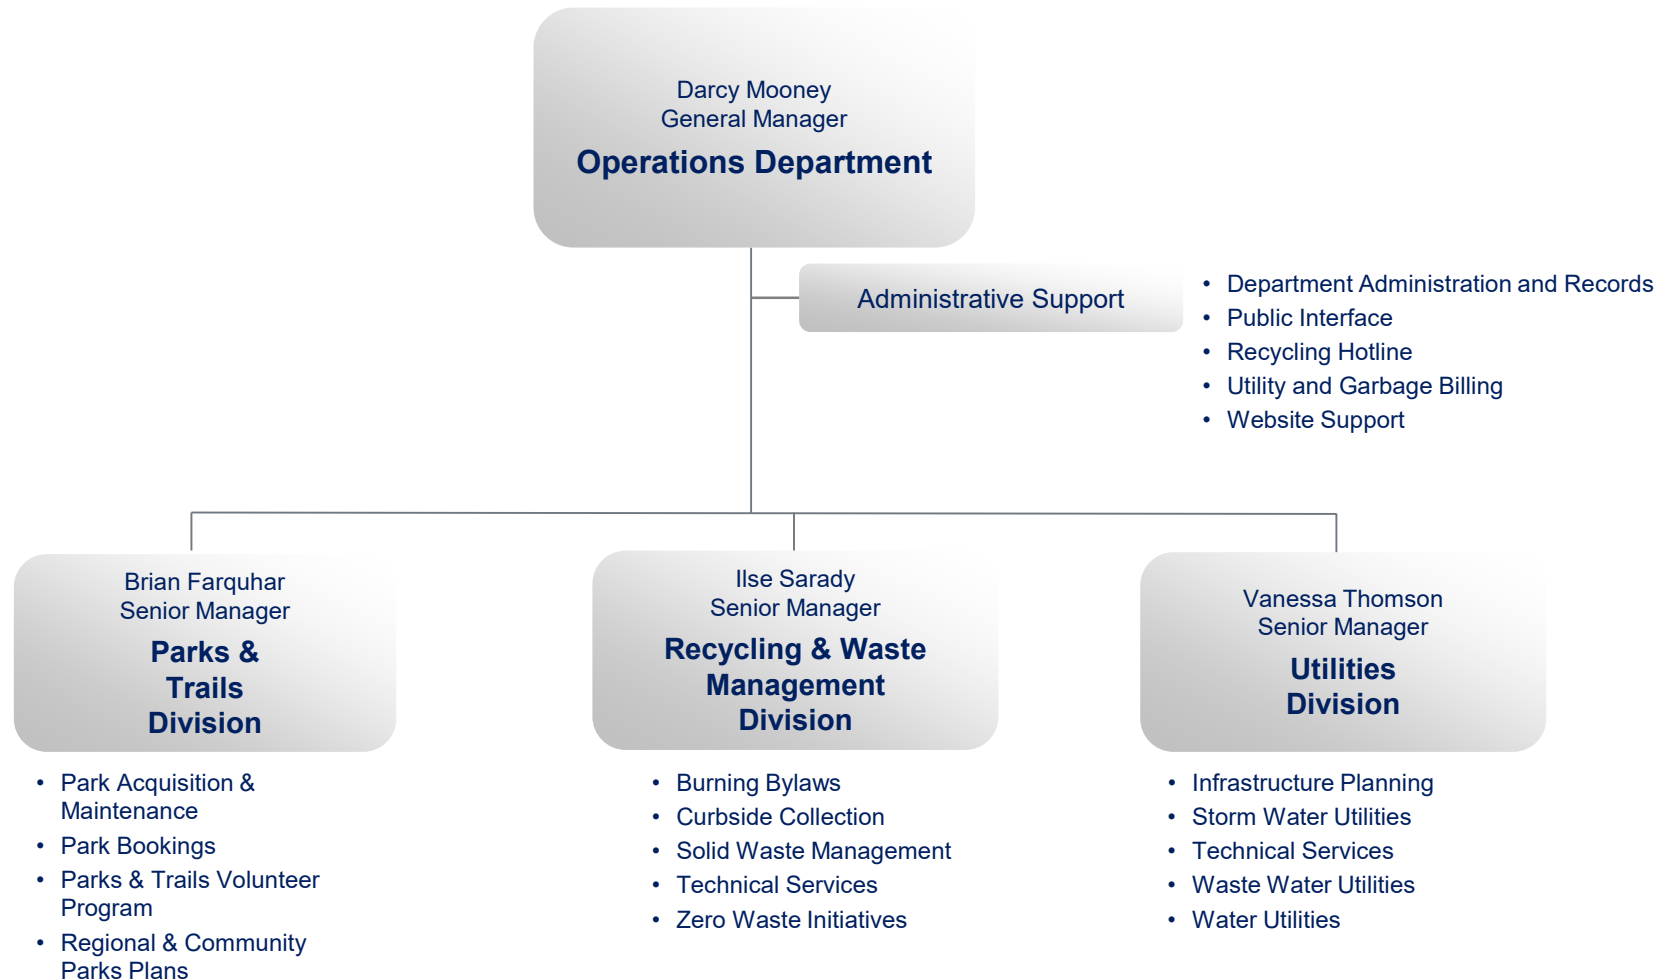 Darcy Mooney
General Manager
Operations Department
Administrative Support
• Department Administration and Records
• Public Interface
• Recycling Hotline
• Utility and Garbage Billing
• Website Support
Brian Farquhar
Senior Manager
Parks &
Trails
Division
• Park Acquisition &
Maintenance
• Park Bookings
• Parks & Trails Volunteer
Program
• Regional & Community
Parks Plans
Ilse Sarady
Senior Manager
Recycling & Waste
Management
Division
• Burning Bylaws
• Curbside Collection
• Solid Waste Management
• Technical Services
• Zero Waste Initiatives
Vanessa Thomson
Senior Manager
Utilities
Division
• Infrastructure Planning
• Storm Water Utilities
• Technical Services
• Waste Water Utilities
• Water Utilities